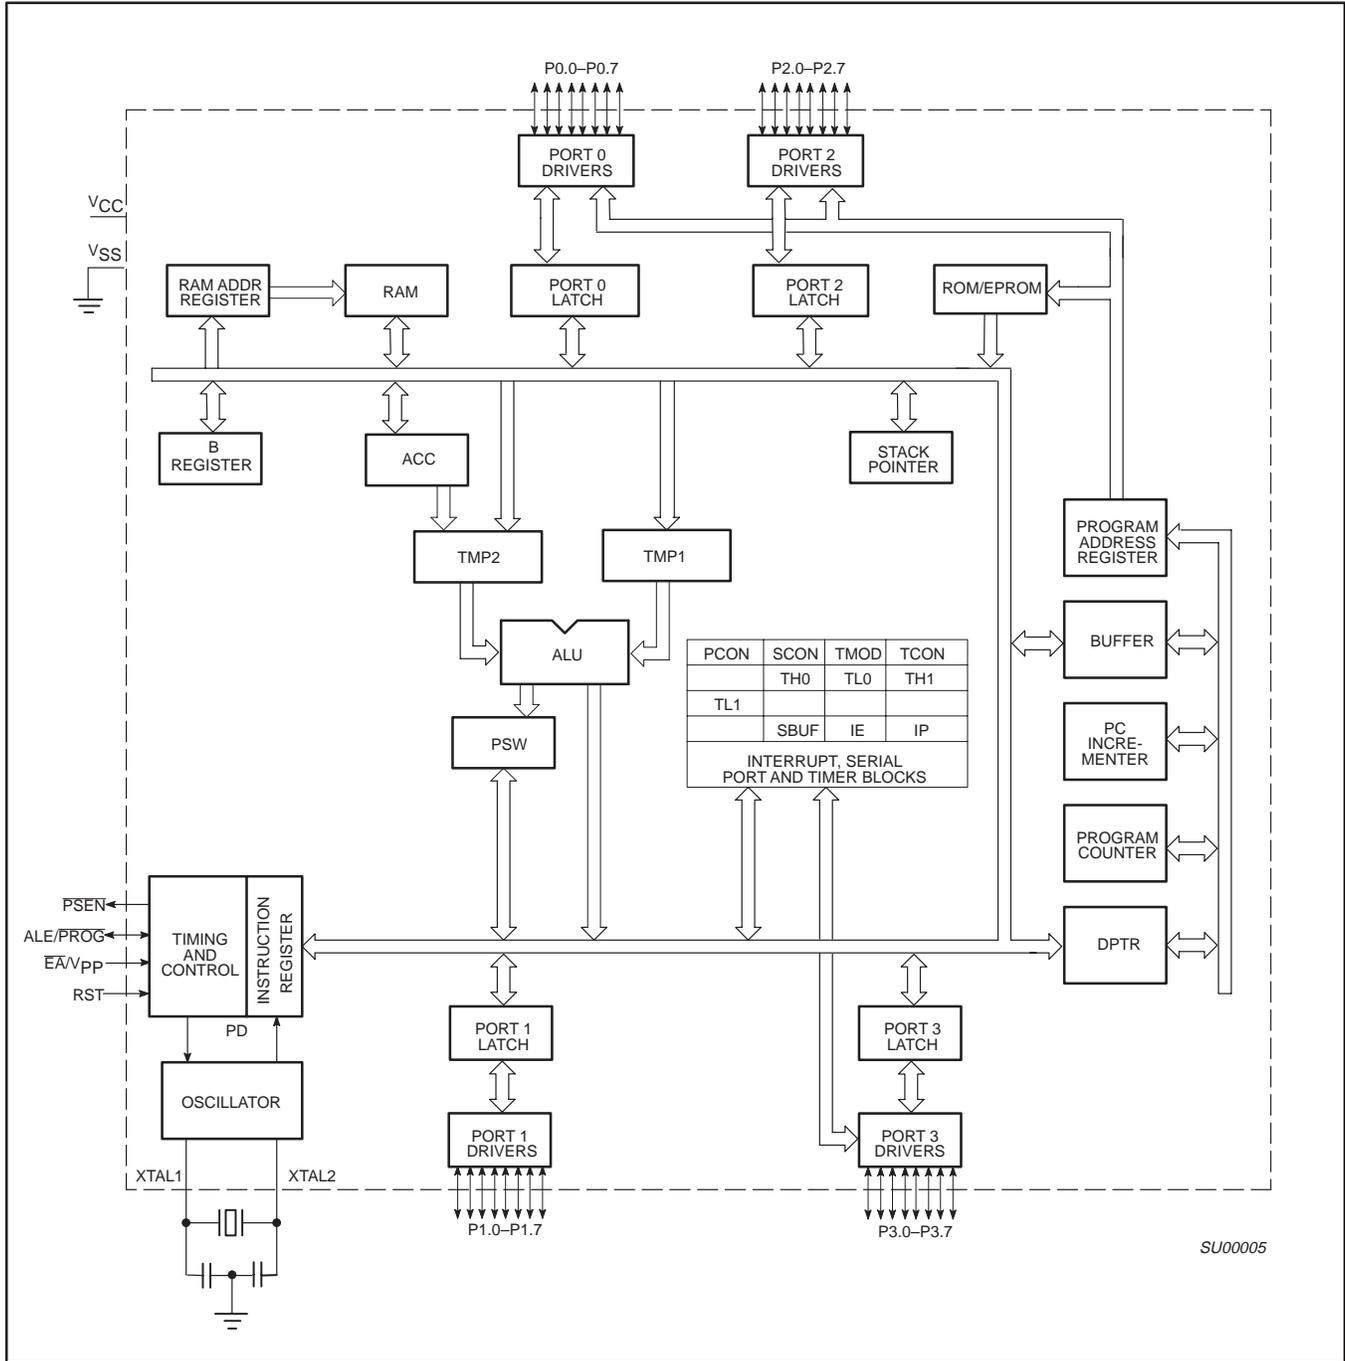 P0.0–P0.7
P2.0–P2.7
PORT 0
DRIVERS
PORT 2
DRIVERS
VCC
VSS
RAM ADDR
REGISTER
RAM
PORT 0
LATCH
PORT 2
LATCH
ROM/EPROM
B
REGISTER
ACC
STACK
POINTER
TMP2
TMP1
PROGRAM
ADDRESS
REGISTER
ALU
BUFFER
PCON SCON TMOD TCON
TH0 TL0 TH1
TL1
SBUF IE IP
INTERRUPT, SERIAL
PORT AND TIMER BLOCKS
PSW
PC
INCRE-
MENTER
PROGRAM
COUNTER
PSEN
ALE/PROG
EA/VPP
RST
TIMING
AND
CONTROL
INSTRUCTION
REGISTER
DPTR
PD
PORT 1
LATCH
PORT 3
LATCH
OSCILLATOR
PORT 1
DRIVERS
PORT 3
DRIVERS
XTAL1
XTAL2
P1.0–P1.7
P3.0–P3.7
SU00005